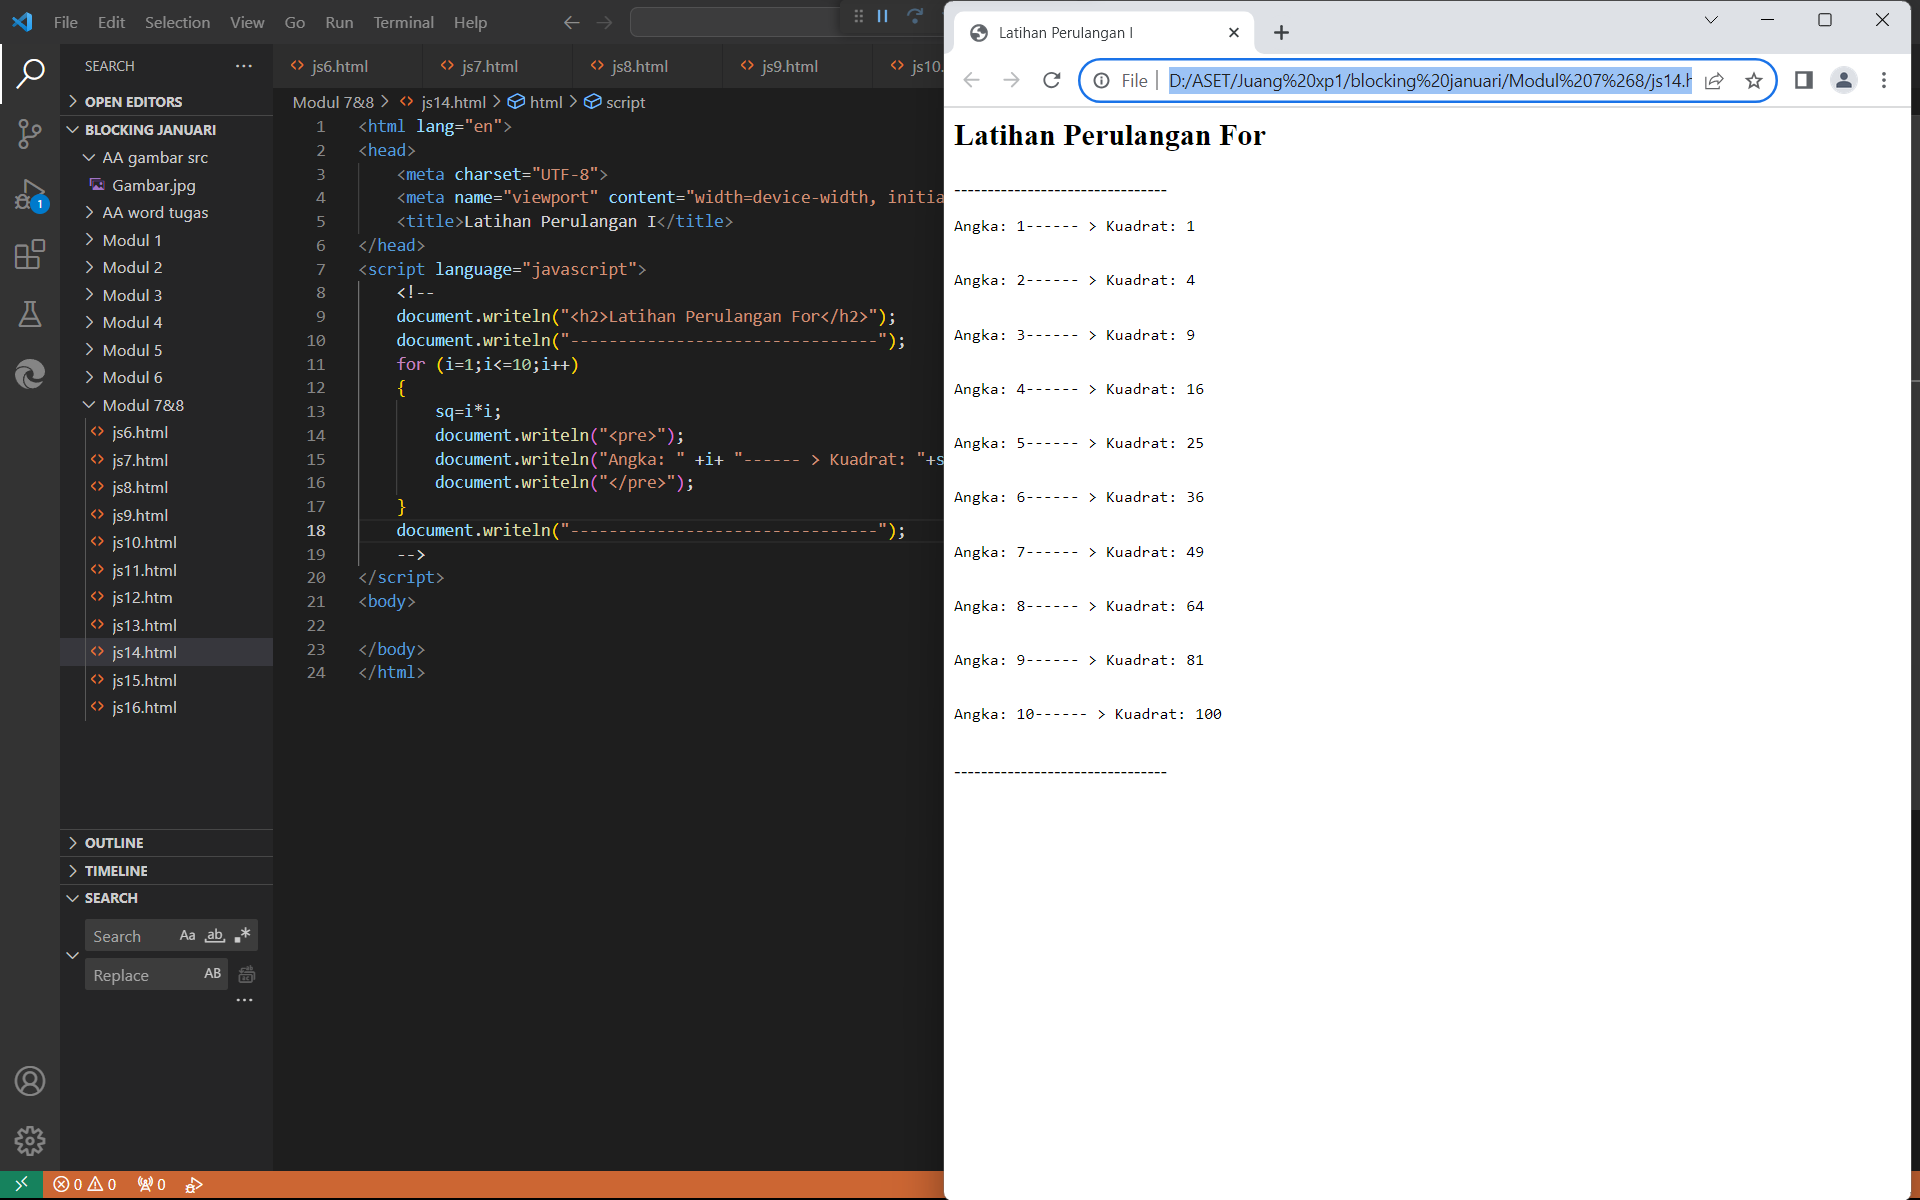 File Edit Selection View Go Run Terminal Help
SEARCH ...
OPEN EDITORS
BLOCKING JANUARI
AA gambar src
Gambar.jpg
AA word tugas
Modul 1
Modul 2
Modul 3
Modul 4
Modul 5
Modul 6
Modul 7&8
js6.html
js7.html
js8.html
js9.html
js10.html
js11.html
js12.htm
js13.html
js14.html
js15.html
js16.html
OUTLINE
TIMELINE
SEARCH
Search Aa ab .*
Replace AB
...
1
0 0 0
js6.html js7.html js8.html js9.html js10.
Modul 7&8 > js14.html > html > script
1 <html lang="en">
2 <head>
3 <meta charset="UTF-8">
4 <meta name="viewport" content="width=device-width, initia
5 <title>Latihan Perulangan I</title>
6 </head>
7 <script language="javascript">
8 <!--
9 document.writeln("<h2>Latihan Perulangan For</h2>");
10 document.writeln("--------------------------------");
11 for (i=1;i<=10;i++)
12 {
13 sq=i*i;
14 document.writeln("<pre>");
15 document.writeln("Angka: " +i+ "------ > Kuadrat: "+s
16 document.writeln("</pre>");
17 }
18 document.writeln("--------------------------------");
19 -->
20 </script>
21 <body>
22
23 </body>
24 </html>
Latihan Perulangan I
File | D:/ASET/Juang%20xp1/blocking%20januari/Modul%207%268/js14.h
Latihan Perulangan For
--------------------------------
Angka: 1------ > Kuadrat: 1
Angka: 2------ > Kuadrat: 4
Angka: 3------ > Kuadrat: 9
Angka: 4------ > Kuadrat: 16
Angka: 5------ > Kuadrat: 25
Angka: 6------ > Kuadrat: 36
Angka: 7------ > Kuadrat: 49
Angka: 8------ > Kuadrat: 64
Angka: 9------ > Kuadrat: 81
Angka: 10------ > Kuadrat: 100
--------------------------------